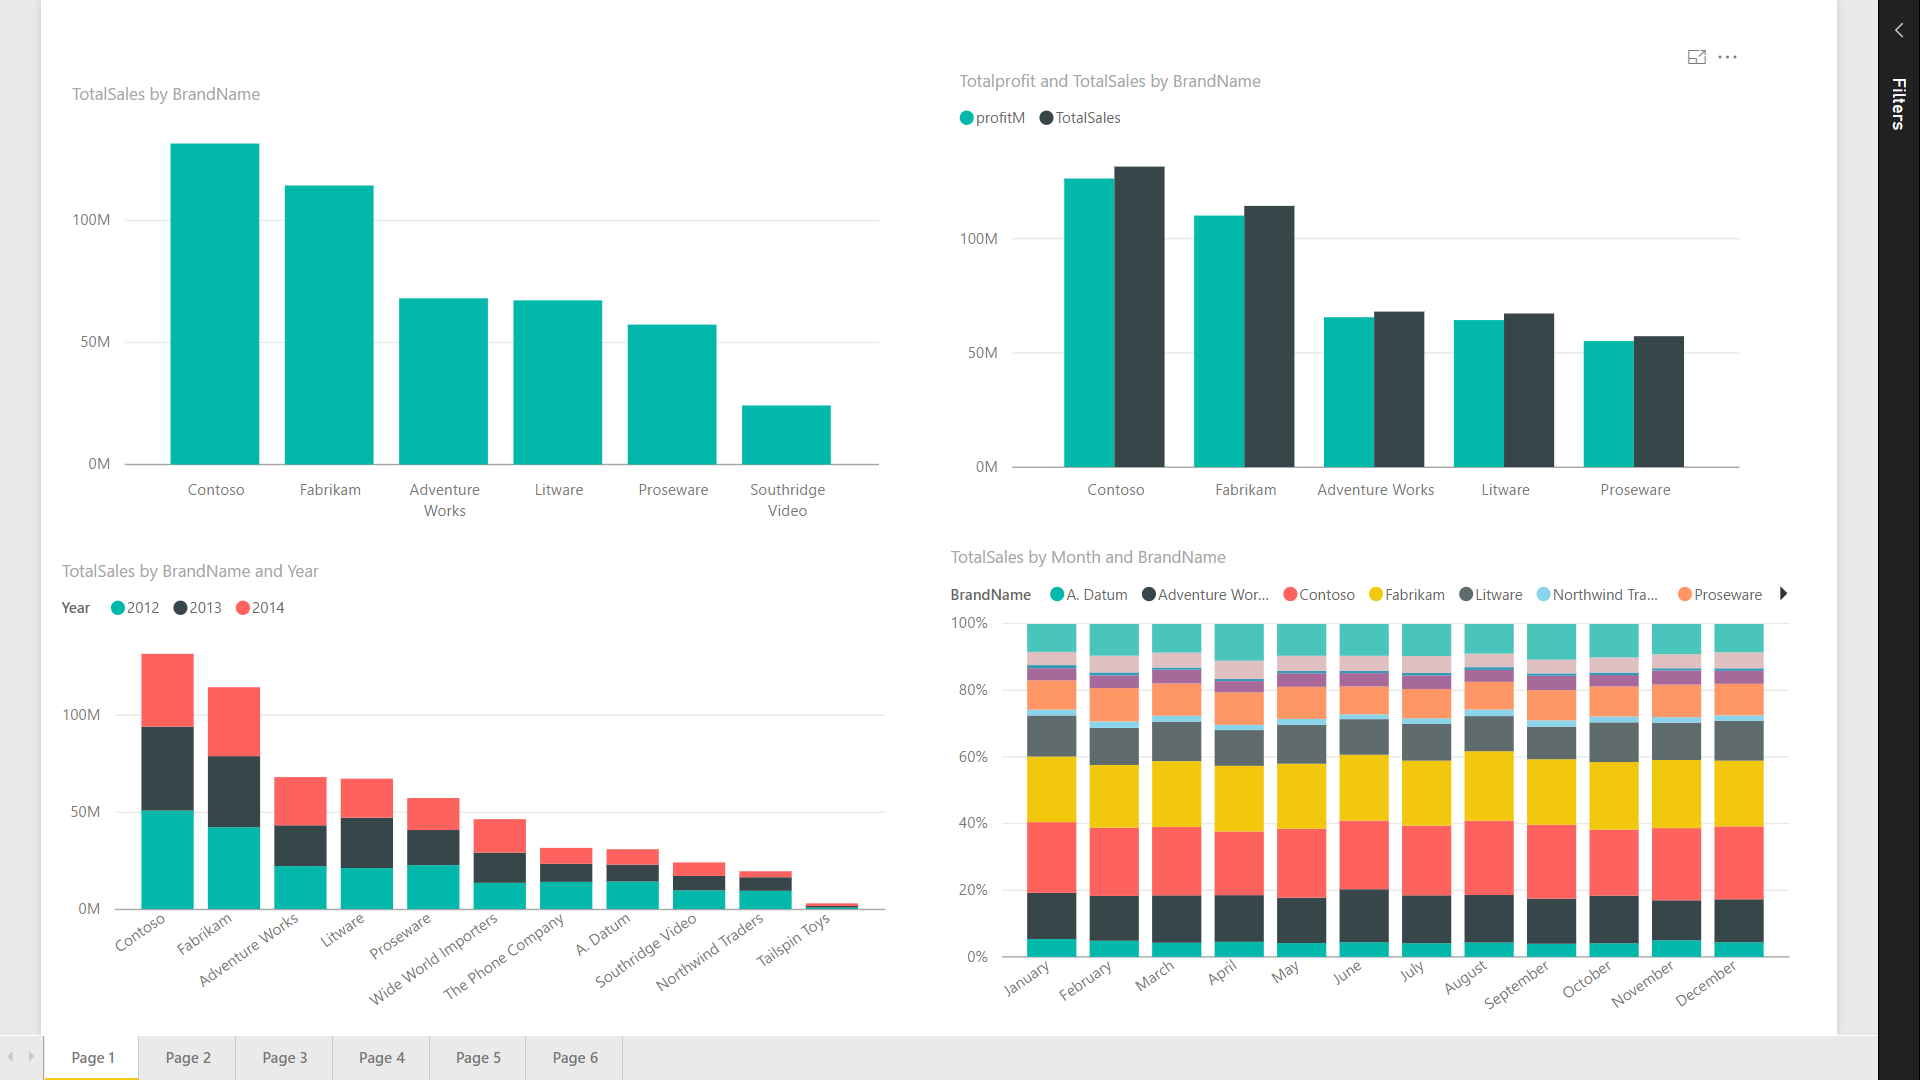 TotalSales by BrandName
100M
50M
0M
Contoso Fabrikam Adventure Works Litware Proseware Southridge Video
Totalprofit and TotalSales by BrandName
profitM TotalSales
100M
50M
0M
Contoso Fabrikam Adventure Works Litware Proseware
TotalSales by BrandName and Year
Year 2012 2013 2014
100M
50M
0M
Contoso Fabrikam Adventure Works Litware Proseware Wide World Importers The Phone Company A. Datum Southridge Video Northwind Traders Tailspin Toys
TotalSales by Month and BrandName
BrandName A. Datum Adventure Wor... Contoso Fabrikam Litware Northwind Tra... Proseware
100%
80%
60%
40%
20%
0%
January February March April May June July August September October November December
Filters
Page 1 Page 2 Page 3 Page 4 Page 5 Page 6